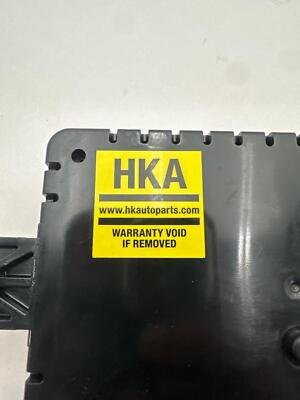 HKA
www.hkautoparts.com
WARRANTY VOID
IF REMOVED